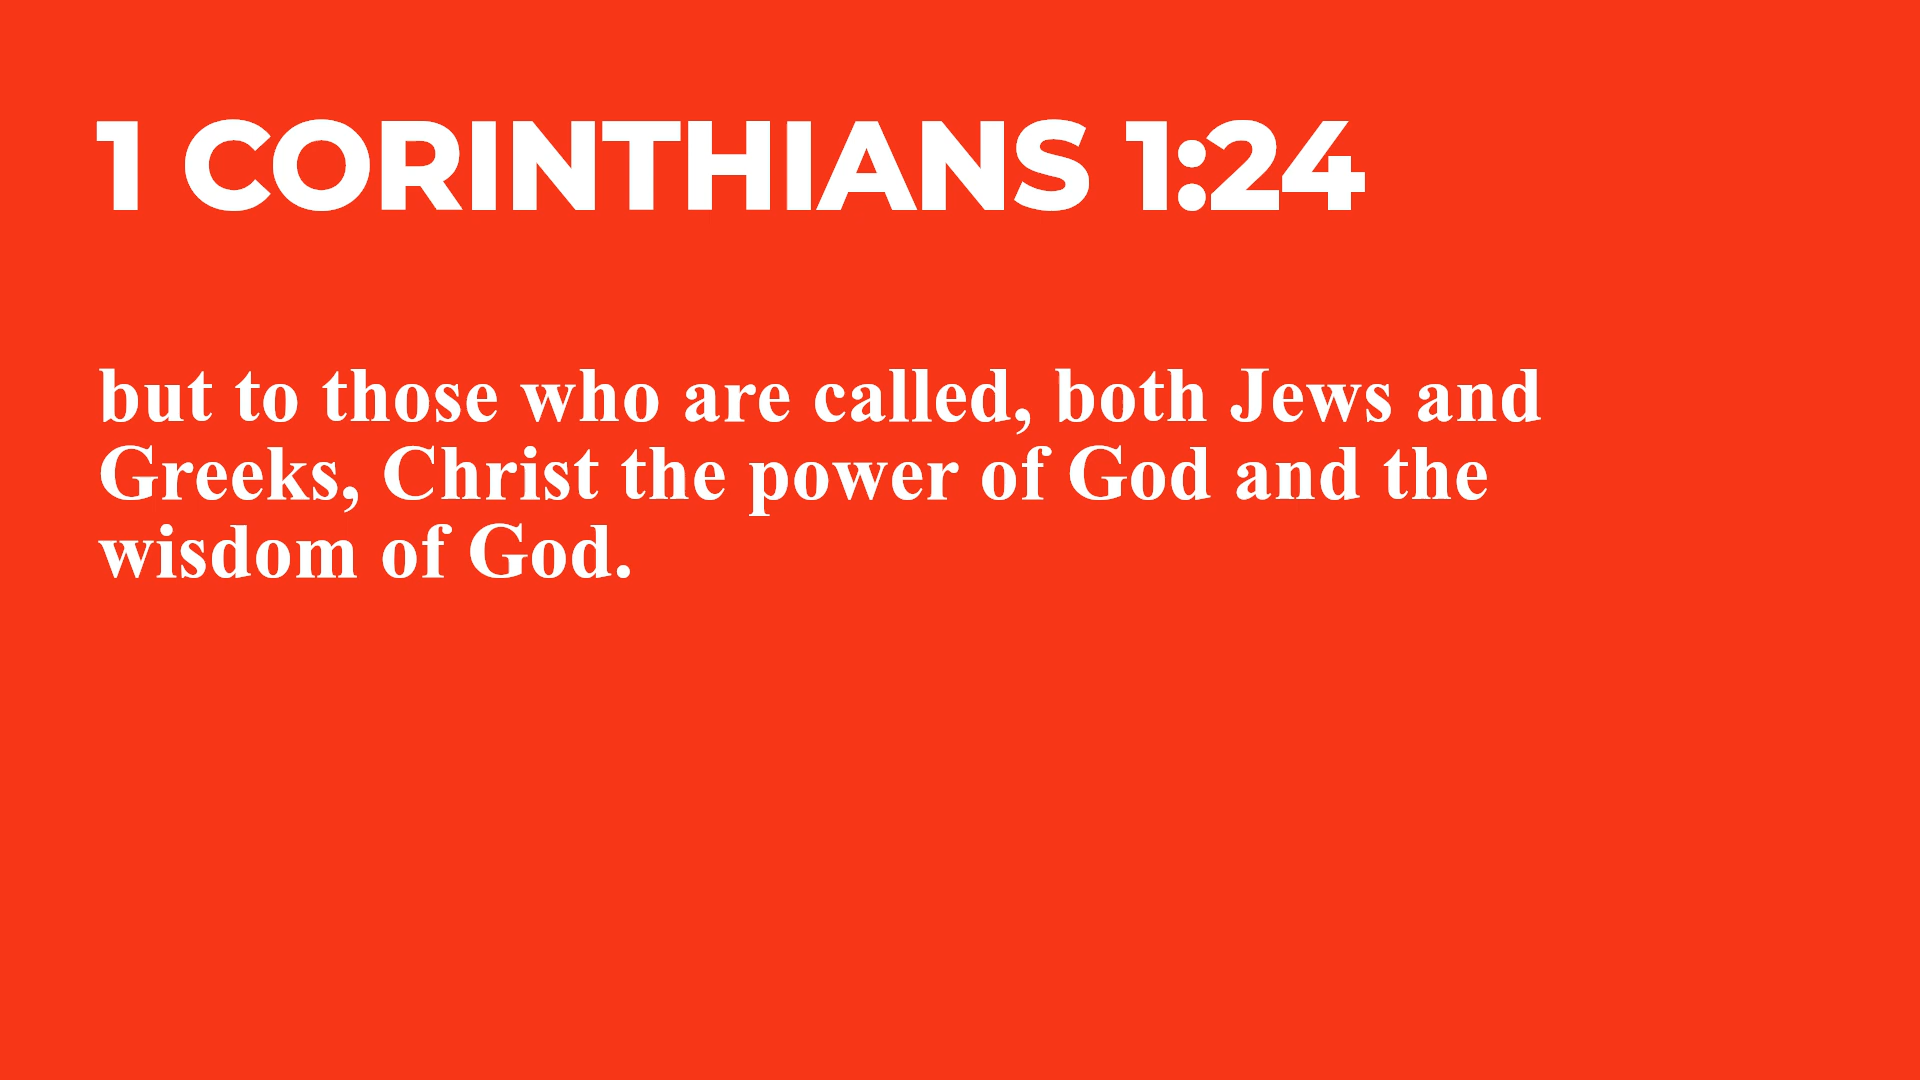 1 CORINTHIANS 1:24
but to those who are called, both Jews and
Greeks, Christ the power of God and the
wisdom of God.